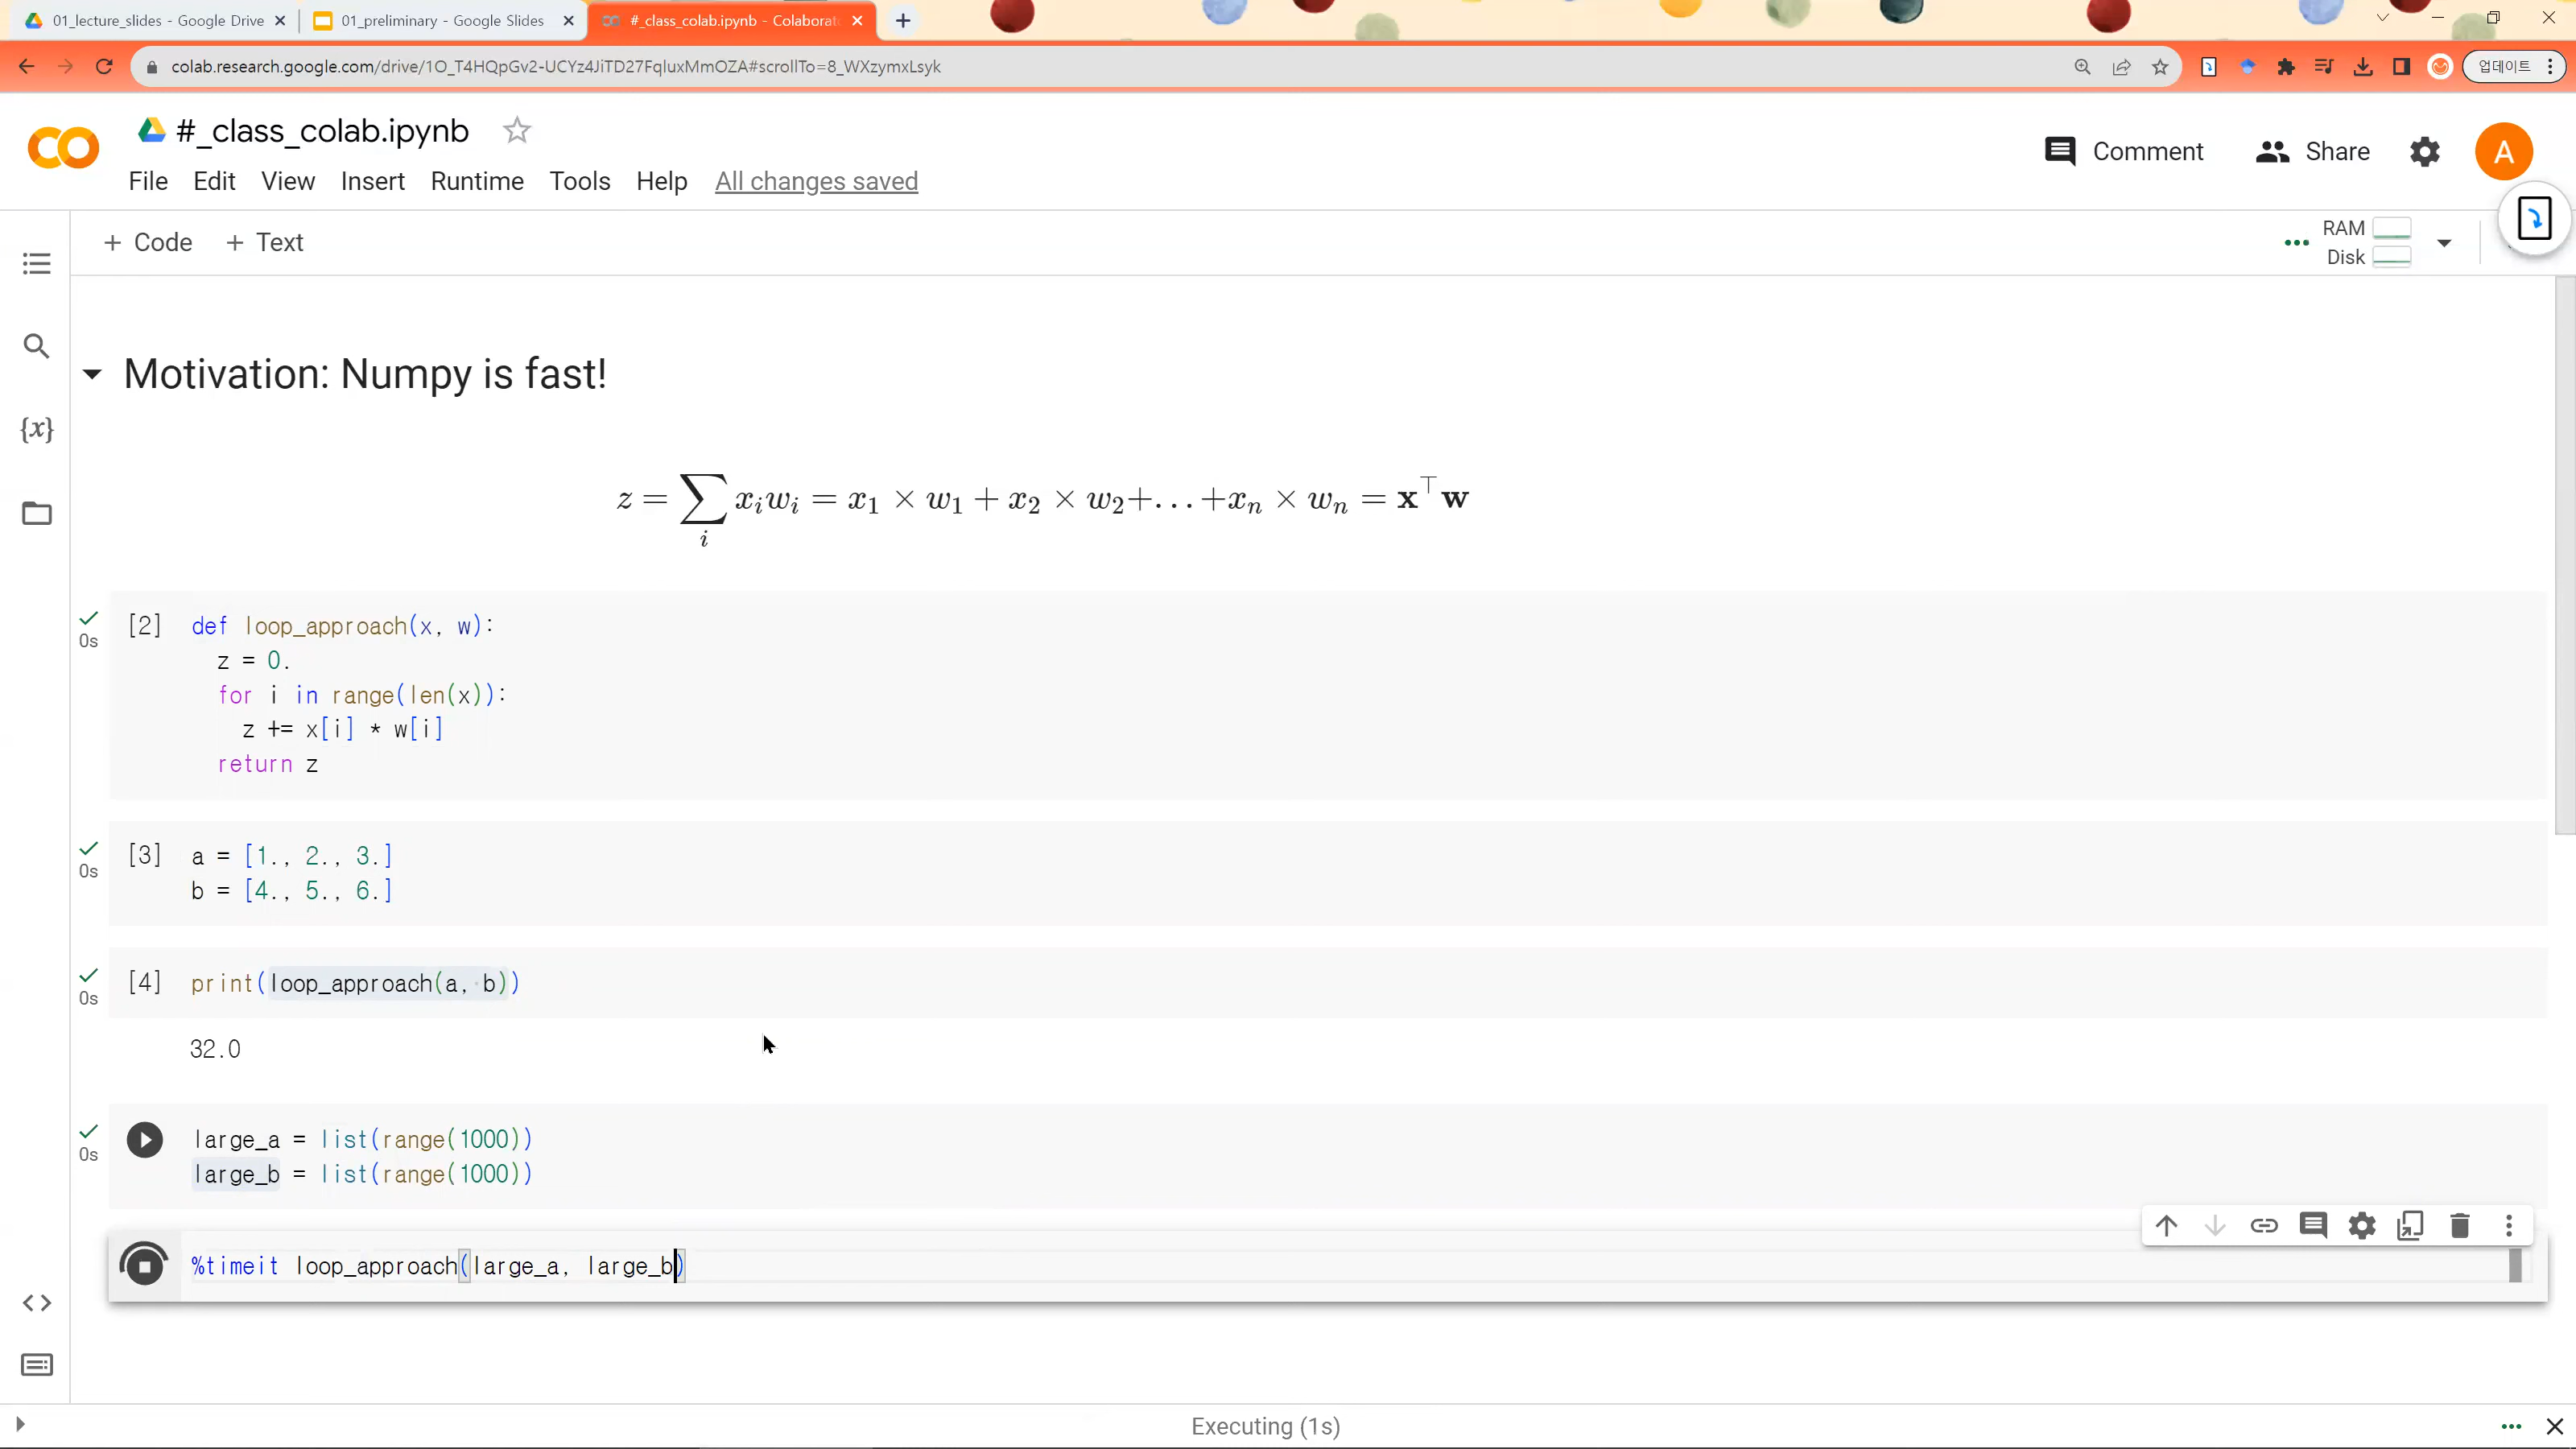 01_lecture_slides - Google Drive
01_preliminary - Google Slides
#_class_colab.ipynb - Colaborat
colab.research.google.com/drive/1O_T4HQpGv2-UCYz4JiTD27FqluxMmOZA#scrollTo=8_WXzymxLsyk
업데이트
#_class_colab.ipynb
Comment
Share
A
File Edit View Insert Runtime Tools Help All changes saved
+ Code + Text
RAM
Disk
Motivation: Numpy is fast!
z = ∑_i x_i w_i = x_1 × w_1 + x_2 × w_2+...+x_n × w_n = x^⊤ w
[2] def loop_approach(x, w):
0s
z = 0.
for i in range(len(x)):
z += x[i] * w[i]
return z
[3] a = [1., 2., 3.]
0s
b = [4., 5., 6.]
[4] print(loop_approach(a, b))
0s
32.0
large_a = list(range(1000))
0s
large_b = list(range(1000))
%timeit loop_approach(large_a, large_b)
Executing (1s)